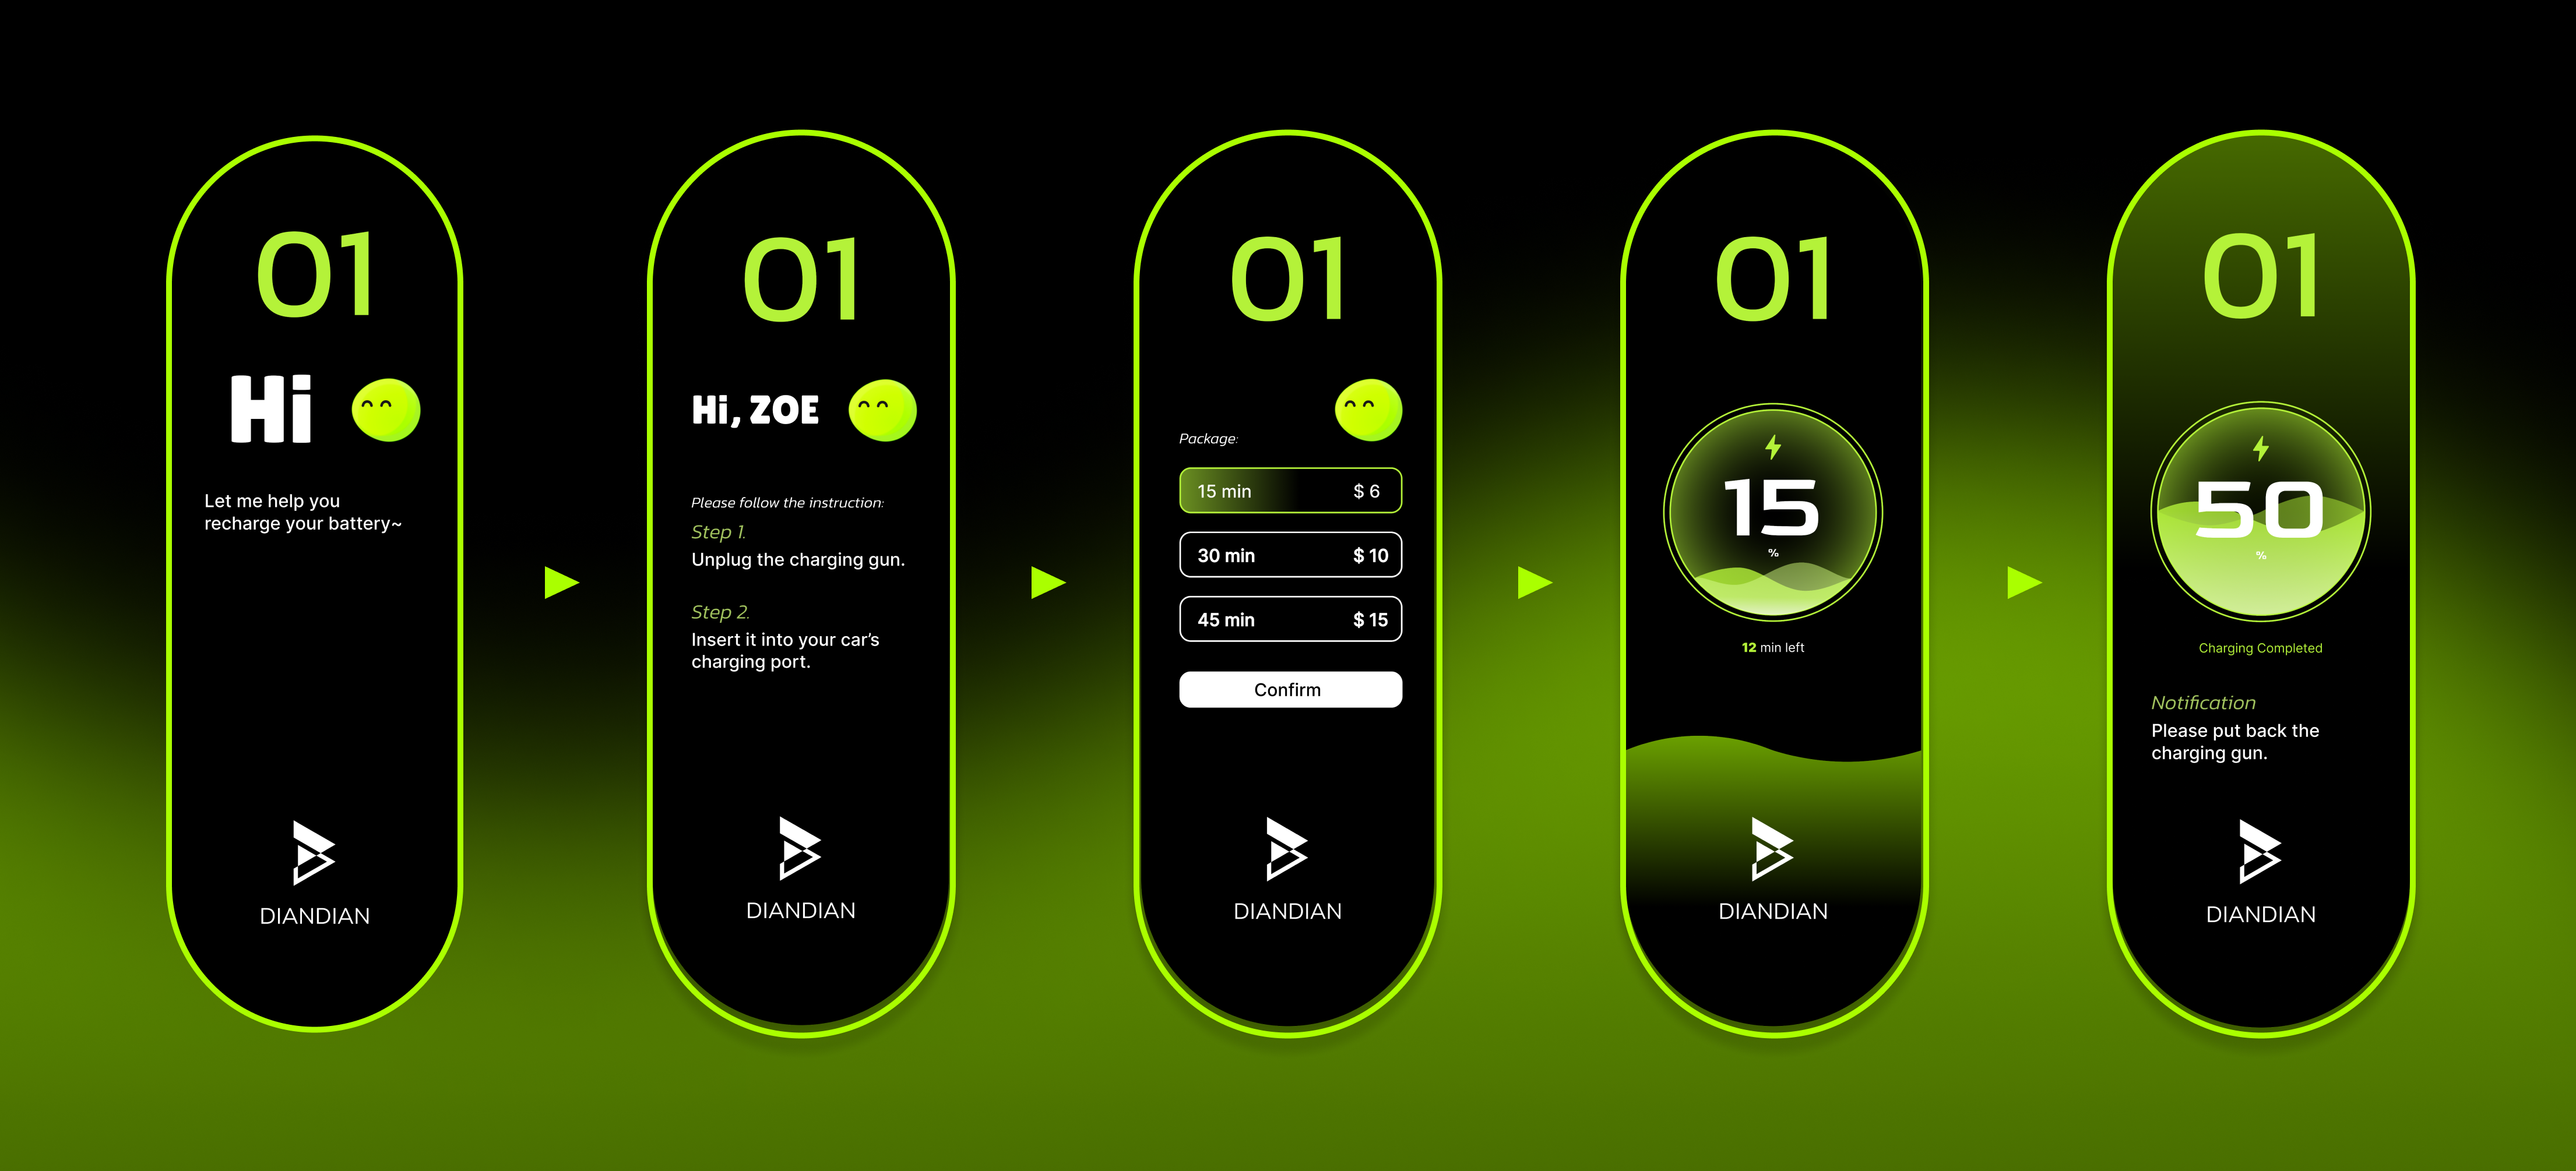 01
Hi
Let me help you
recharge your battery~
DIANDIAN
01
Hi, ZOE
Please follow the instruction:
Step 1.
Unplug the charging gun.
Step 2.
Insert it into your car’s
charging port.
DIANDIAN
01
Package:
15 min $ 6
30 min $ 10
45 min $ 15
Confirm
DIANDIAN
01
15
%
12 min left
DIANDIAN
01
50
%
Charging Completed
Notification
Please put back the
charging gun.
DIANDIAN